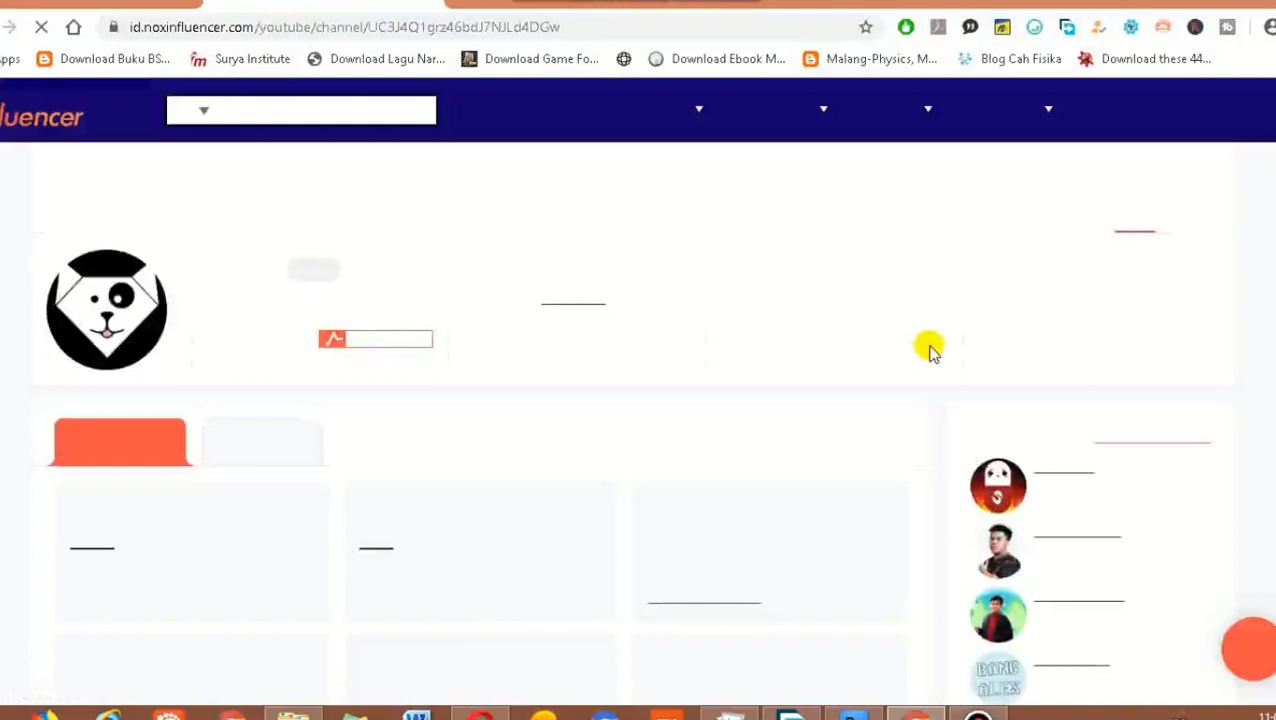 id.noxinfluencer.com/youtube/channel/UC3J4Q1grz46bdJ7NJLd4DGw
Apps Download Buku BS... Surya Institute Download Lagu Nar... Download Game Fo... Download Ebook M... Malang-Physics, M... Blog Cah Fisika Download these 44...
luencer
BANG
ALEX